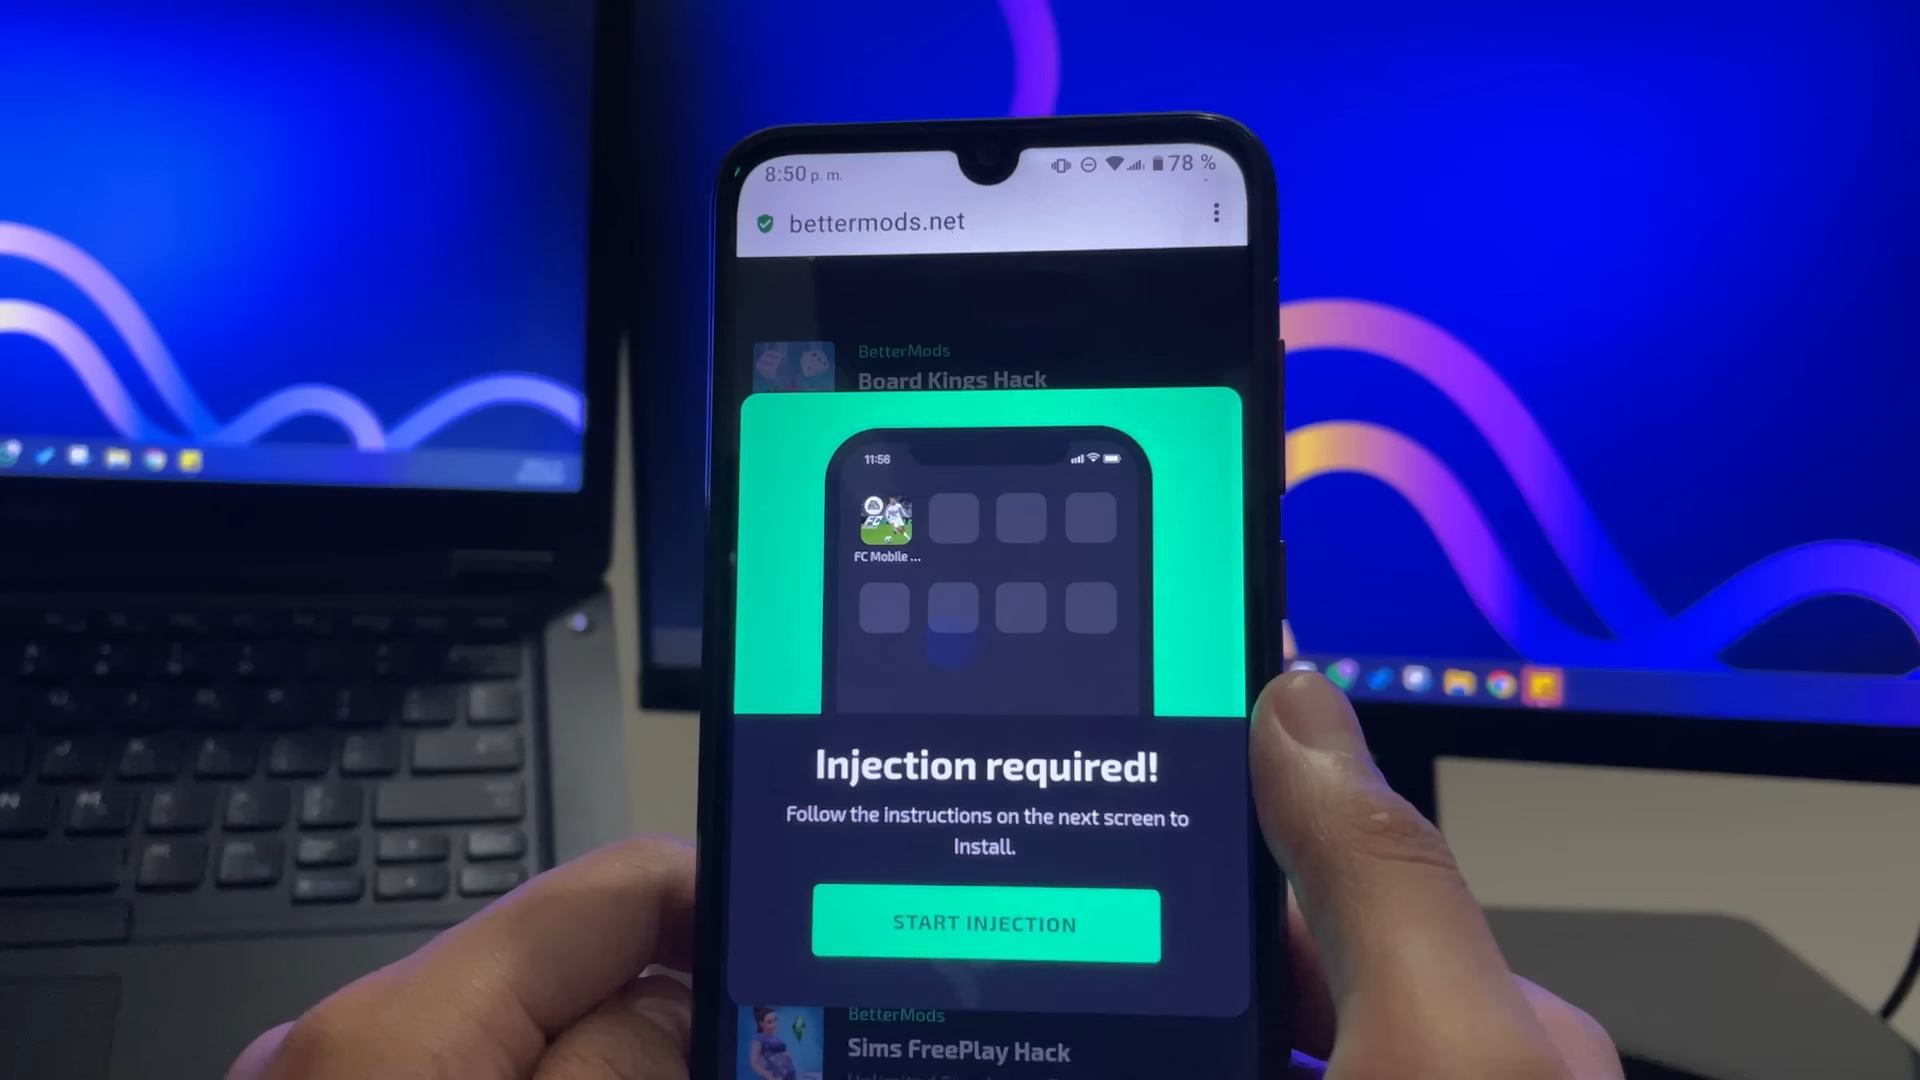 8:50 p. m.
78 %
bettermods.net
BetterMods
Board Kings Hack
11:56
FC
FC Mobile ...
Injection required!
Follow the instructions on the next screen to
Install.
START INJECTION
BetterMods
Sims FreePlay Hack